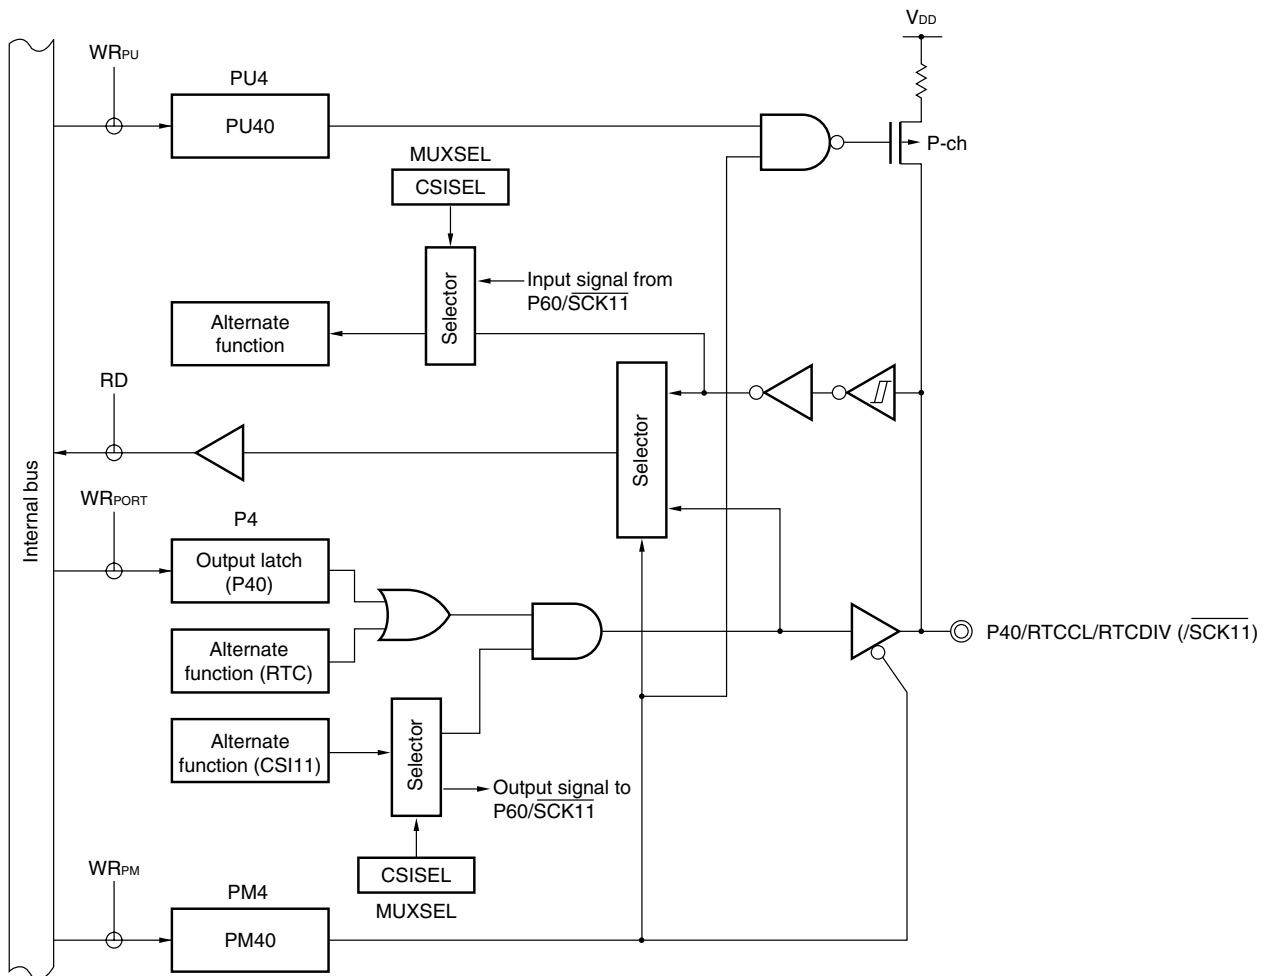 VDD
WRPU
PU4
PU40
P-ch
MUXSEL
CSISEL
Selector
Input signal from
P60/SCK11
Alternate
function
RD
Selector
Internal bus
WRPORT
P4
Output latch
(P40)
Alternate
function (RTC)
P40/RTCCL/RTCDIV (/SCK11)
Alternate
function (CSI11)
Selector
Output signal to
P60/SCK11
CSISEL
MUXSEL
WRPM
PM4
PM40